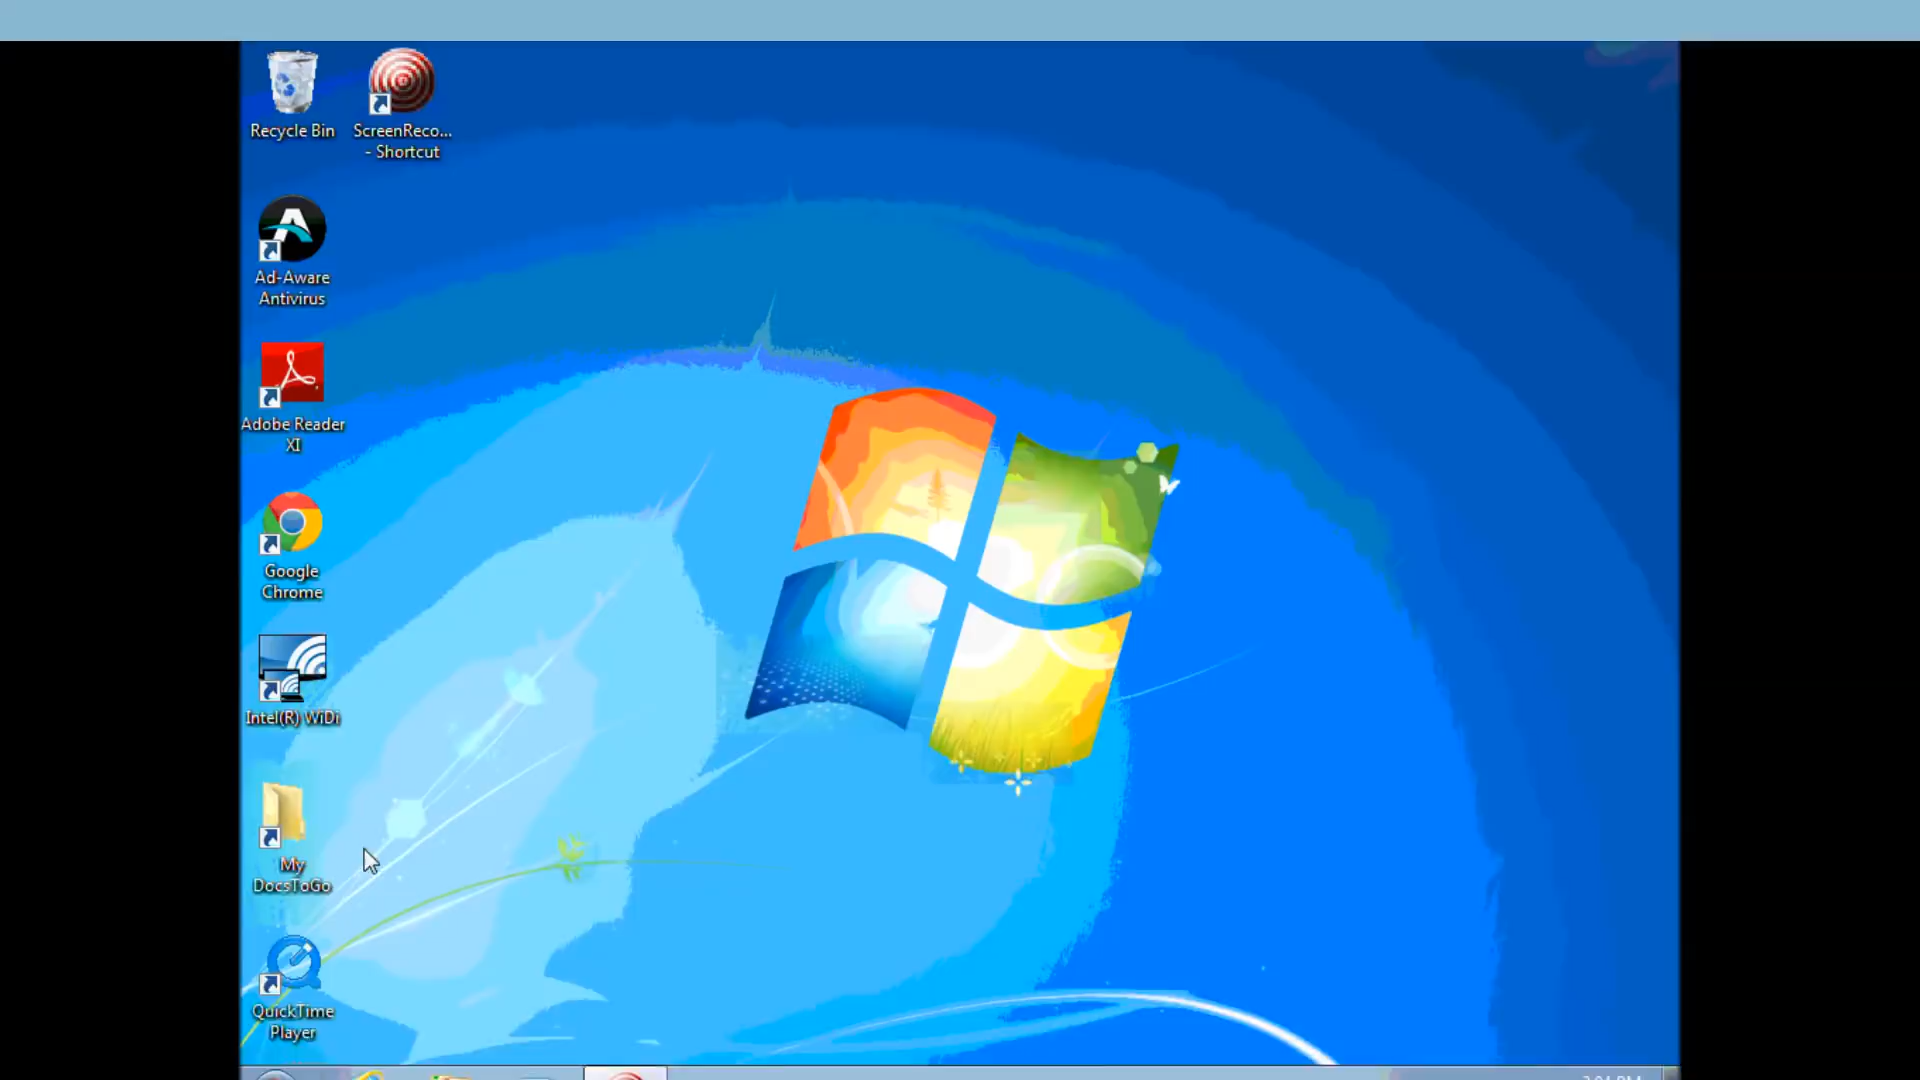 Recycle Bin
ScreenReco...
- Shortcut
Ad-Aware
Antivirus
Adobe Reader
XI
Google
Chrome
Intel(R) WiDi
My
DocsToGo
QuickTime
Player